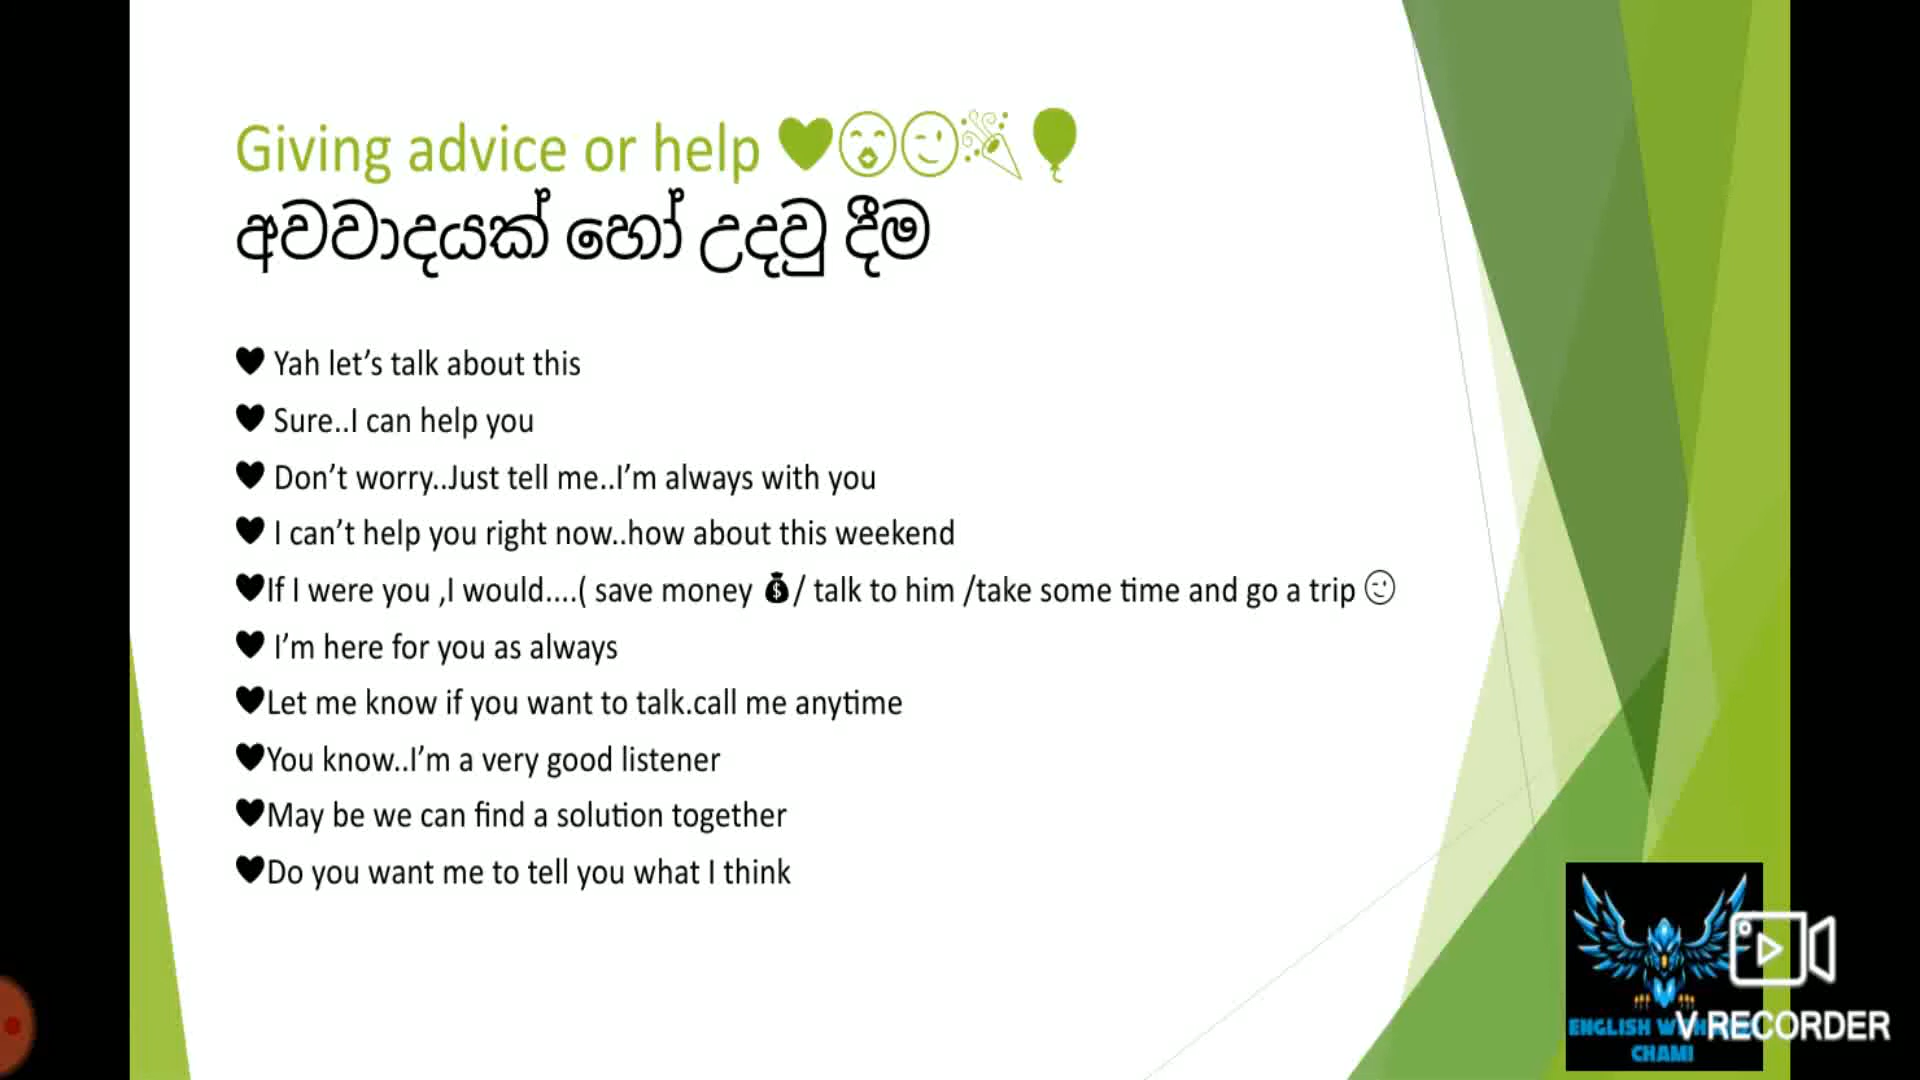 Giving advice or help ♥😗😉🎉🎈
අවවාදයක් හෝ උදවු දීම
♥ Yah let’s talk about this
♥ Sure..I can help you
♥ Don’t worry..Just tell me..I’m always with you
♥ I can’t help you right now..how about this weekend
♥If I were you ,I would....( save money 💰/ talk to him /take some time and go a trip 😉
♥ I’m here for you as always
♥Let me know if you want to talk.call me anytime
♥You know..I’m a very good listener
♥May be we can find a solution together
♥Do you want me to tell you what I think
ENGLISH
CHAMI
V RECORDER